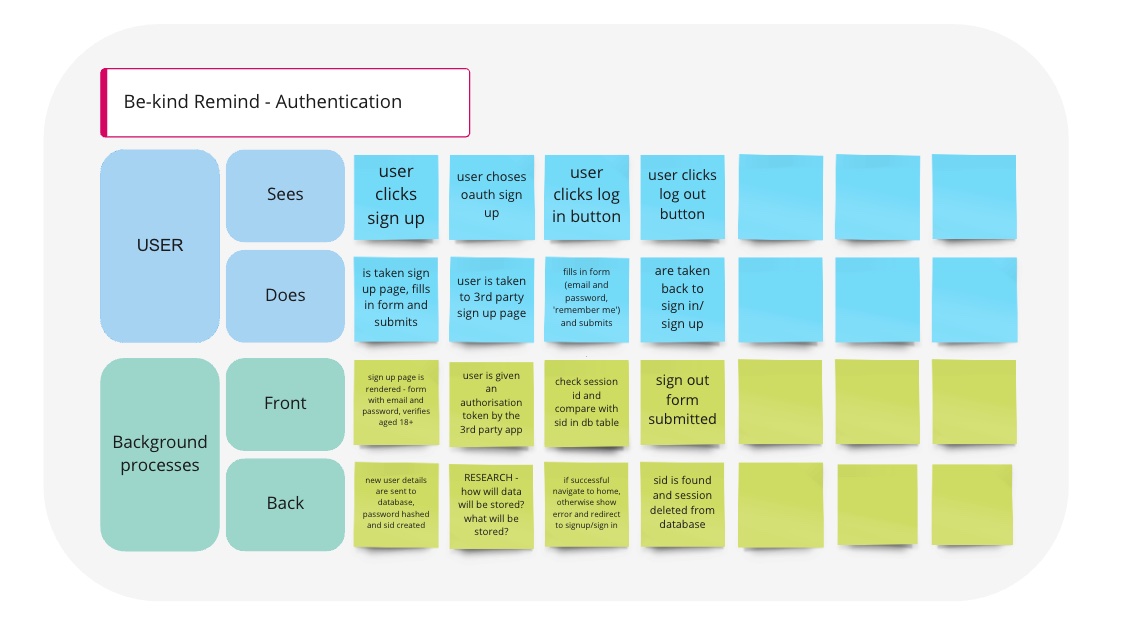 Be-kind Remind - Authentication
USER
Sees
user
clicks
sign up
user choses
oauth sign
up
user
clicks log
in button
user clicks
log out
button
Does
is taken sign
up page, fills
in form and
submits
user is taken
to 3rd party
sign up page
fills in form
(email and
password,
'remember me')
and submits
are taken
back to
sign in/
sign up
Background
processes
Front
sign up page is
rendered - form
with email and
password, verifies
aged 18+
user is given
an
authorisation
token by the
3rd party app
check session
id and
compare with
sid in db table
sign out
form
submitted
Back
new user details
are sent to
database,
password hashed
and sid created
RESEARCH -
how will data
will be stored?
what will be
stored?
if successful
navigate to home,
otherwise show
error and redirect
to signup/sign in
sid is found
and session
deleted from
database